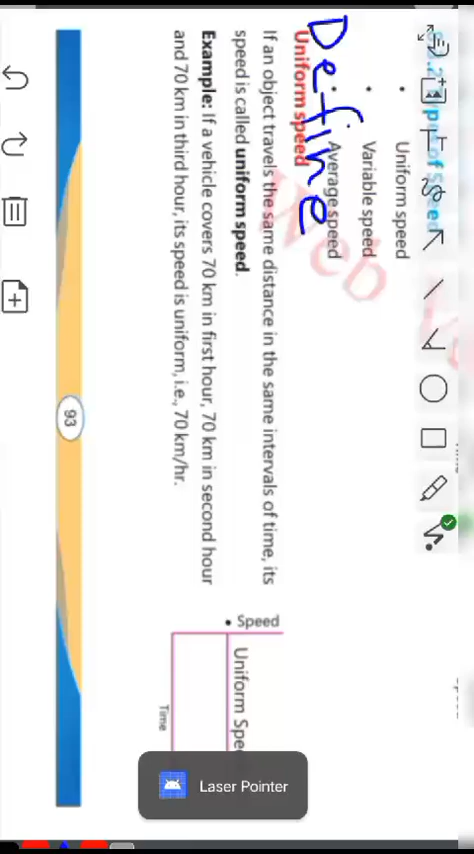 Uniform speed
Variable speed
Average speed
Define
Uniform speed
If an object travels the same distance in the same intervals of time, its
speed is called uniform speed.
Example: If a vehicle covers 70 km in first hour, 70 km in second hour
and 70 km in third hour, its speed is uniform, i.e., 70 km/hr.
• Speed
Time
93
Laser Pointer
Web